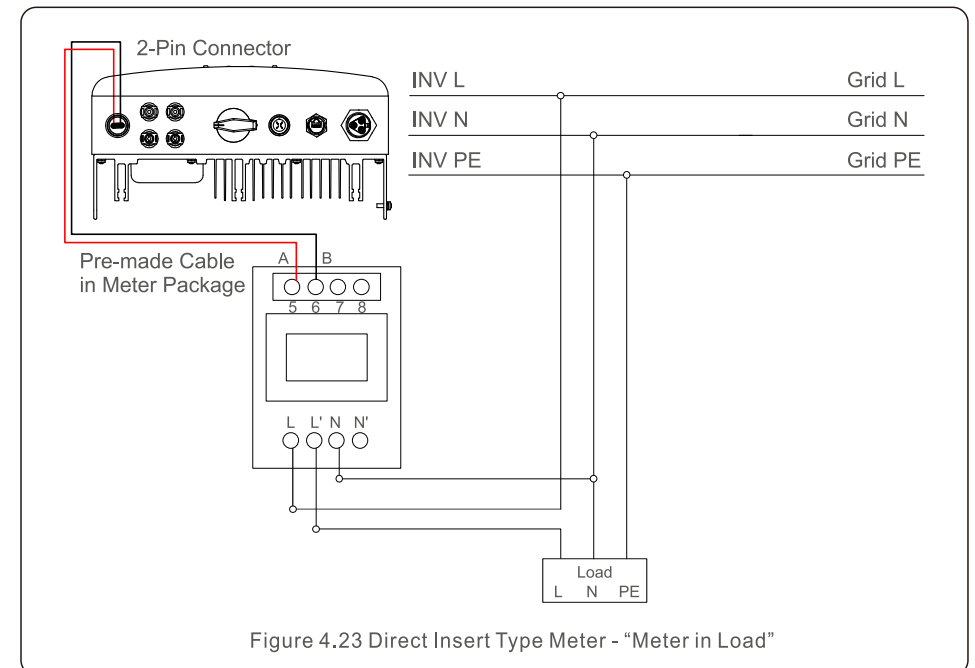 2-Pin Connector
INV L Grid L
INV N Grid N
INV PE Grid PE
Pre-made Cable
in Meter Package
A B
5 6 7 8
L L' N N'
Load
L N PE
Figure 4.23 Direct Insert Type Meter - “Meter in Load”